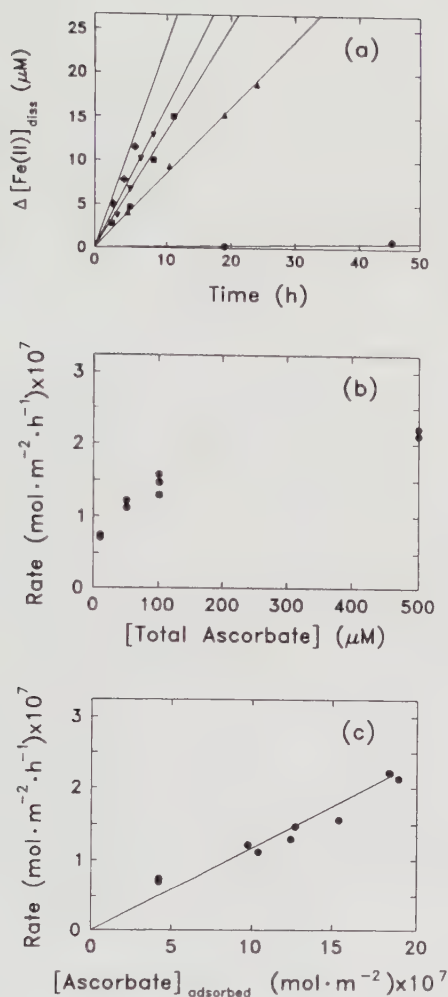 (a)
Δ[Fe(II)]diss (μM)
25
20
15
10
5
0
0 10 20 30 40 50
Time (h)
(b)
Rate (mol·m⁻²·h⁻¹)×10⁷
3
2
1
0
0 100 200 300 400 500
[Total Ascorbate] (μM)
(c)
Rate (mol·m⁻²·h⁻¹)×10⁷
3
2
1
0
0 5 10 15 20
[Ascorbate]adsorbed (mol·m⁻²)×10⁷